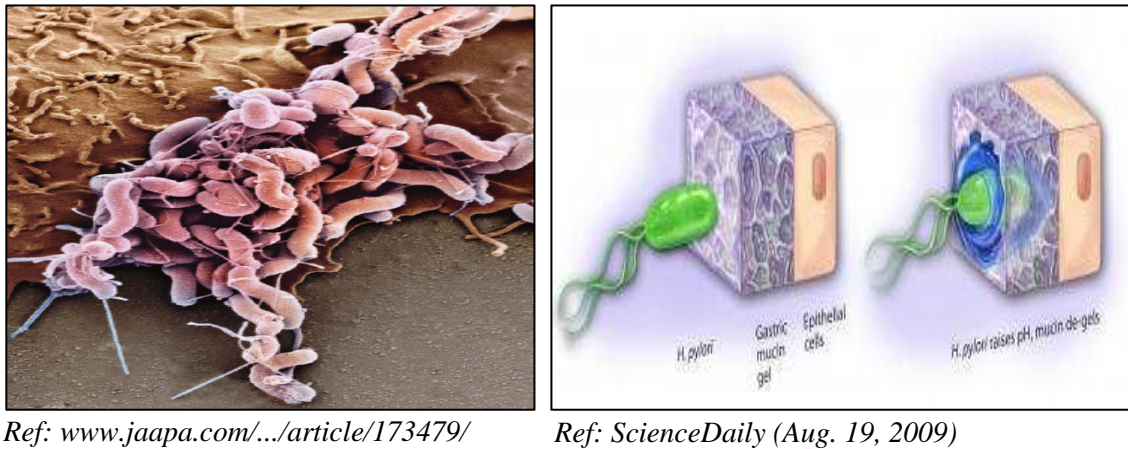 H. pylori
Gastric
mucin
gel
Epithelial
cells
H. pylori raises pH, mucin de-gels
Ref: www.jaapa.com/.../article/173479/
Ref: ScienceDaily (Aug. 19, 2009)